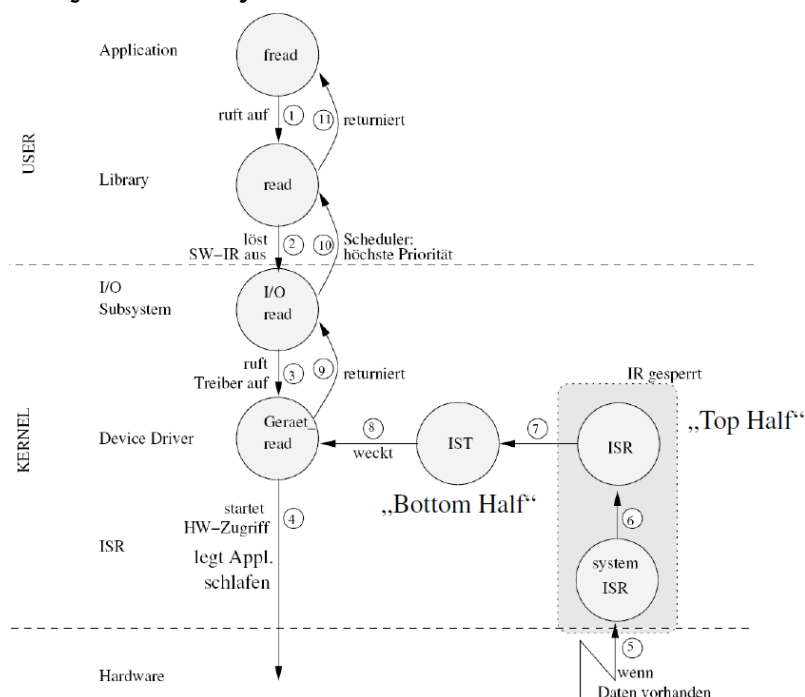 Application
fread
ruft auf
1
11
returniert
USER
Library
read
löst
SW-IR aus
2
10
Scheduler:
höchste Priorität
I/O
Subsystem
I/O
read
ruft
Treiber auf
3
9
returniert
IR gesperrt
KERNEL
Device Driver
Geraet_
read
8
weckt
IST
7
ISR
„Top Half“
„Bottom Half“
startet
HW-Zugriff
4
legt Appl.
schlafen
ISR
6
system
ISR
5
wenn
Daten vorhanden
Hardware